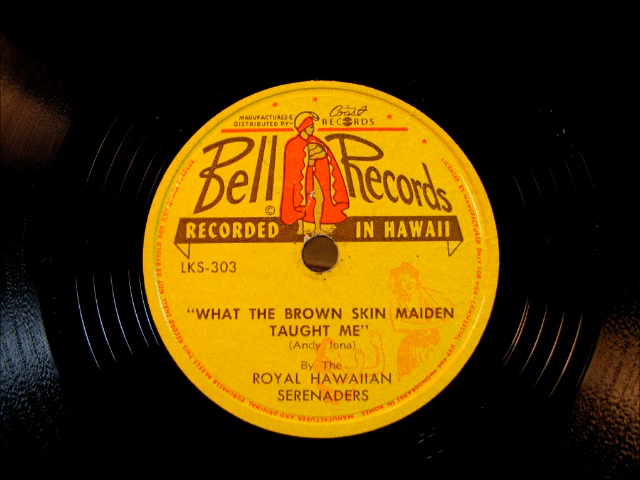 MANUFACTURED &
DISTRIBUTED BY-
Coast
RECORDS
Bell Records
©
RECORDED IN HAWAII
LKS-303
"WHAT THE BROWN SKIN MAIDEN
TAUGHT ME"
(Andy Iona)
By The
ROYAL HAWAIIAN
SERENADERS